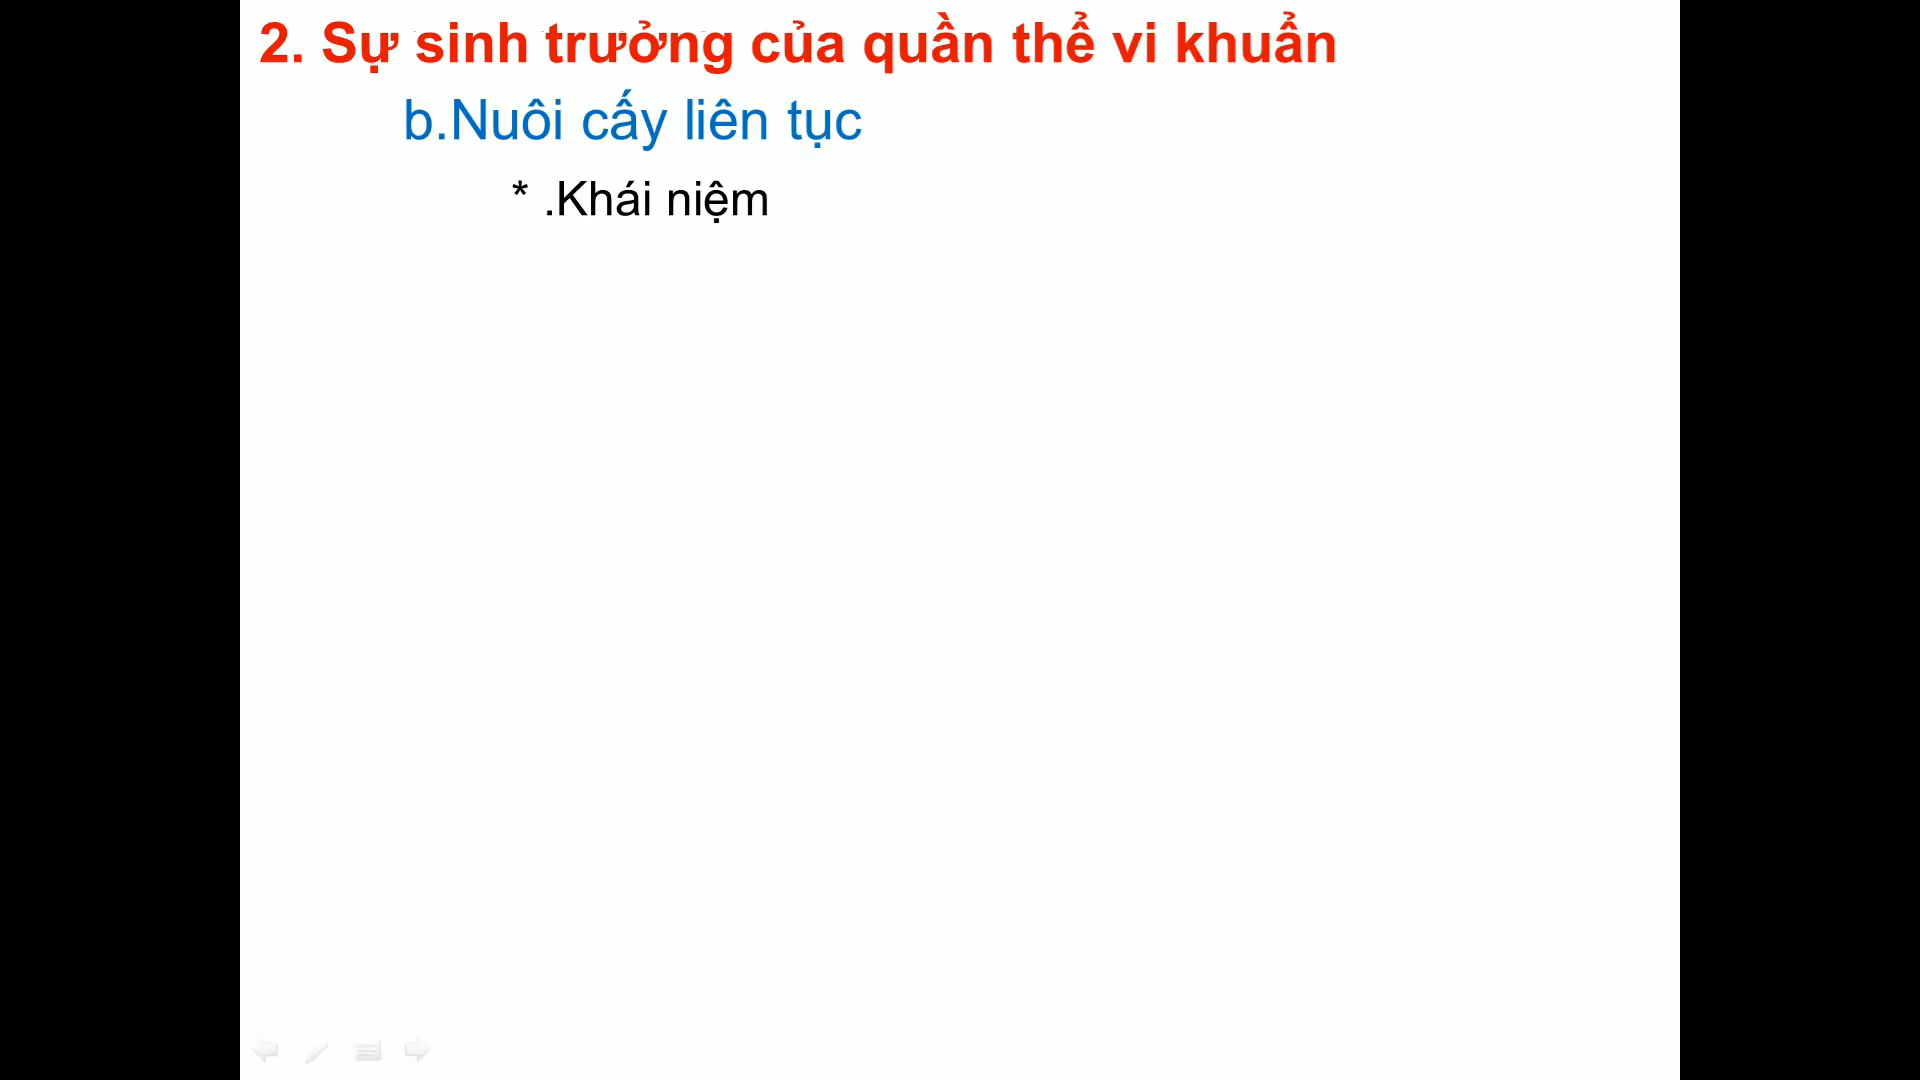 2. Sự sinh trưởng của quần thể vi khuẩn
b.Nuôi cấy liên tục
* .Khái niệm